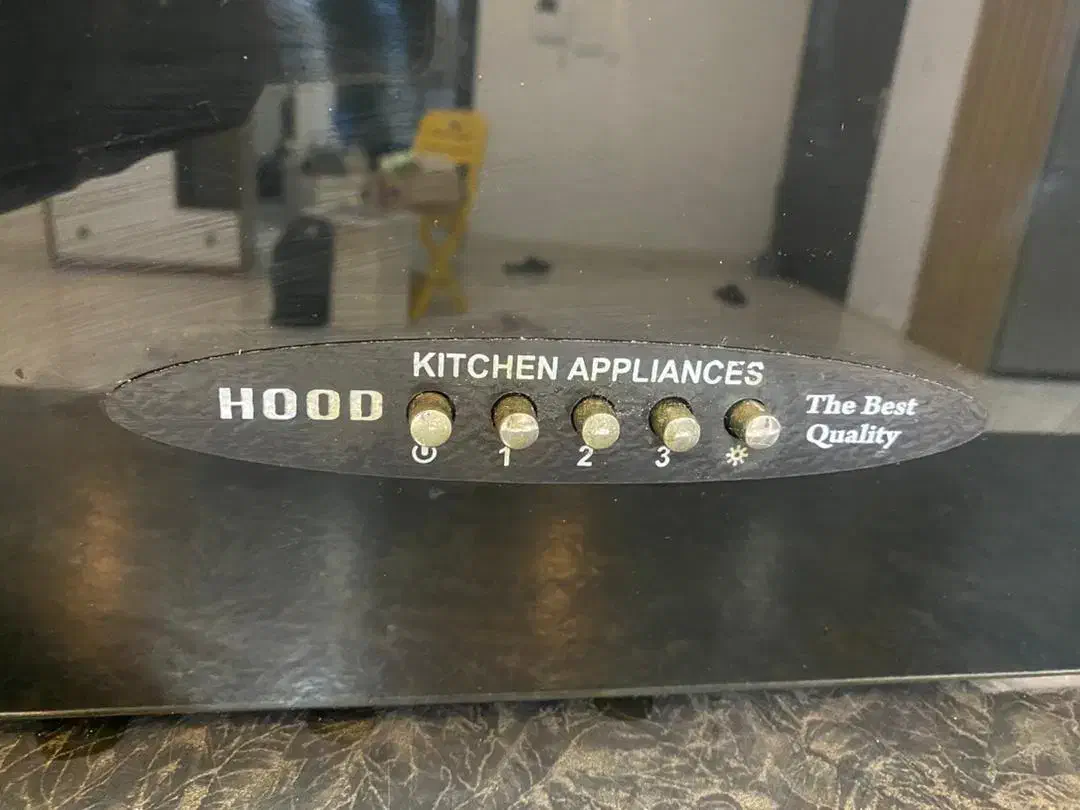 KITCHEN APPLIANCES
HOOD
The Best
Quality
1 2 3